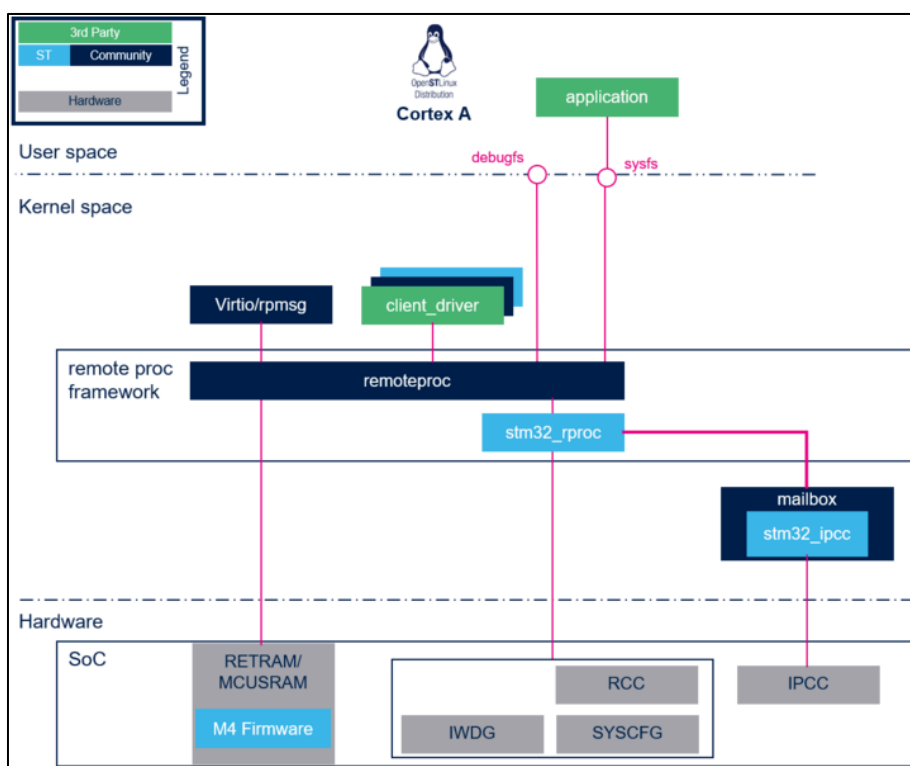 3rd Party
ST
Community
Hardware
Legend
OpenSTLinux
Distribution
Cortex A
application
User space
debugfs
sysfs
Kernel space
Virtio/rpmsg
client_driver
remote proc
framework
remoteproc
stm32_rproc
mailbox
stm32_ipcc
Hardware
SoC
RETRAM/
MCUSRAM
M4 Firmware
RCC
IWDG
SYSCFG
IPCC